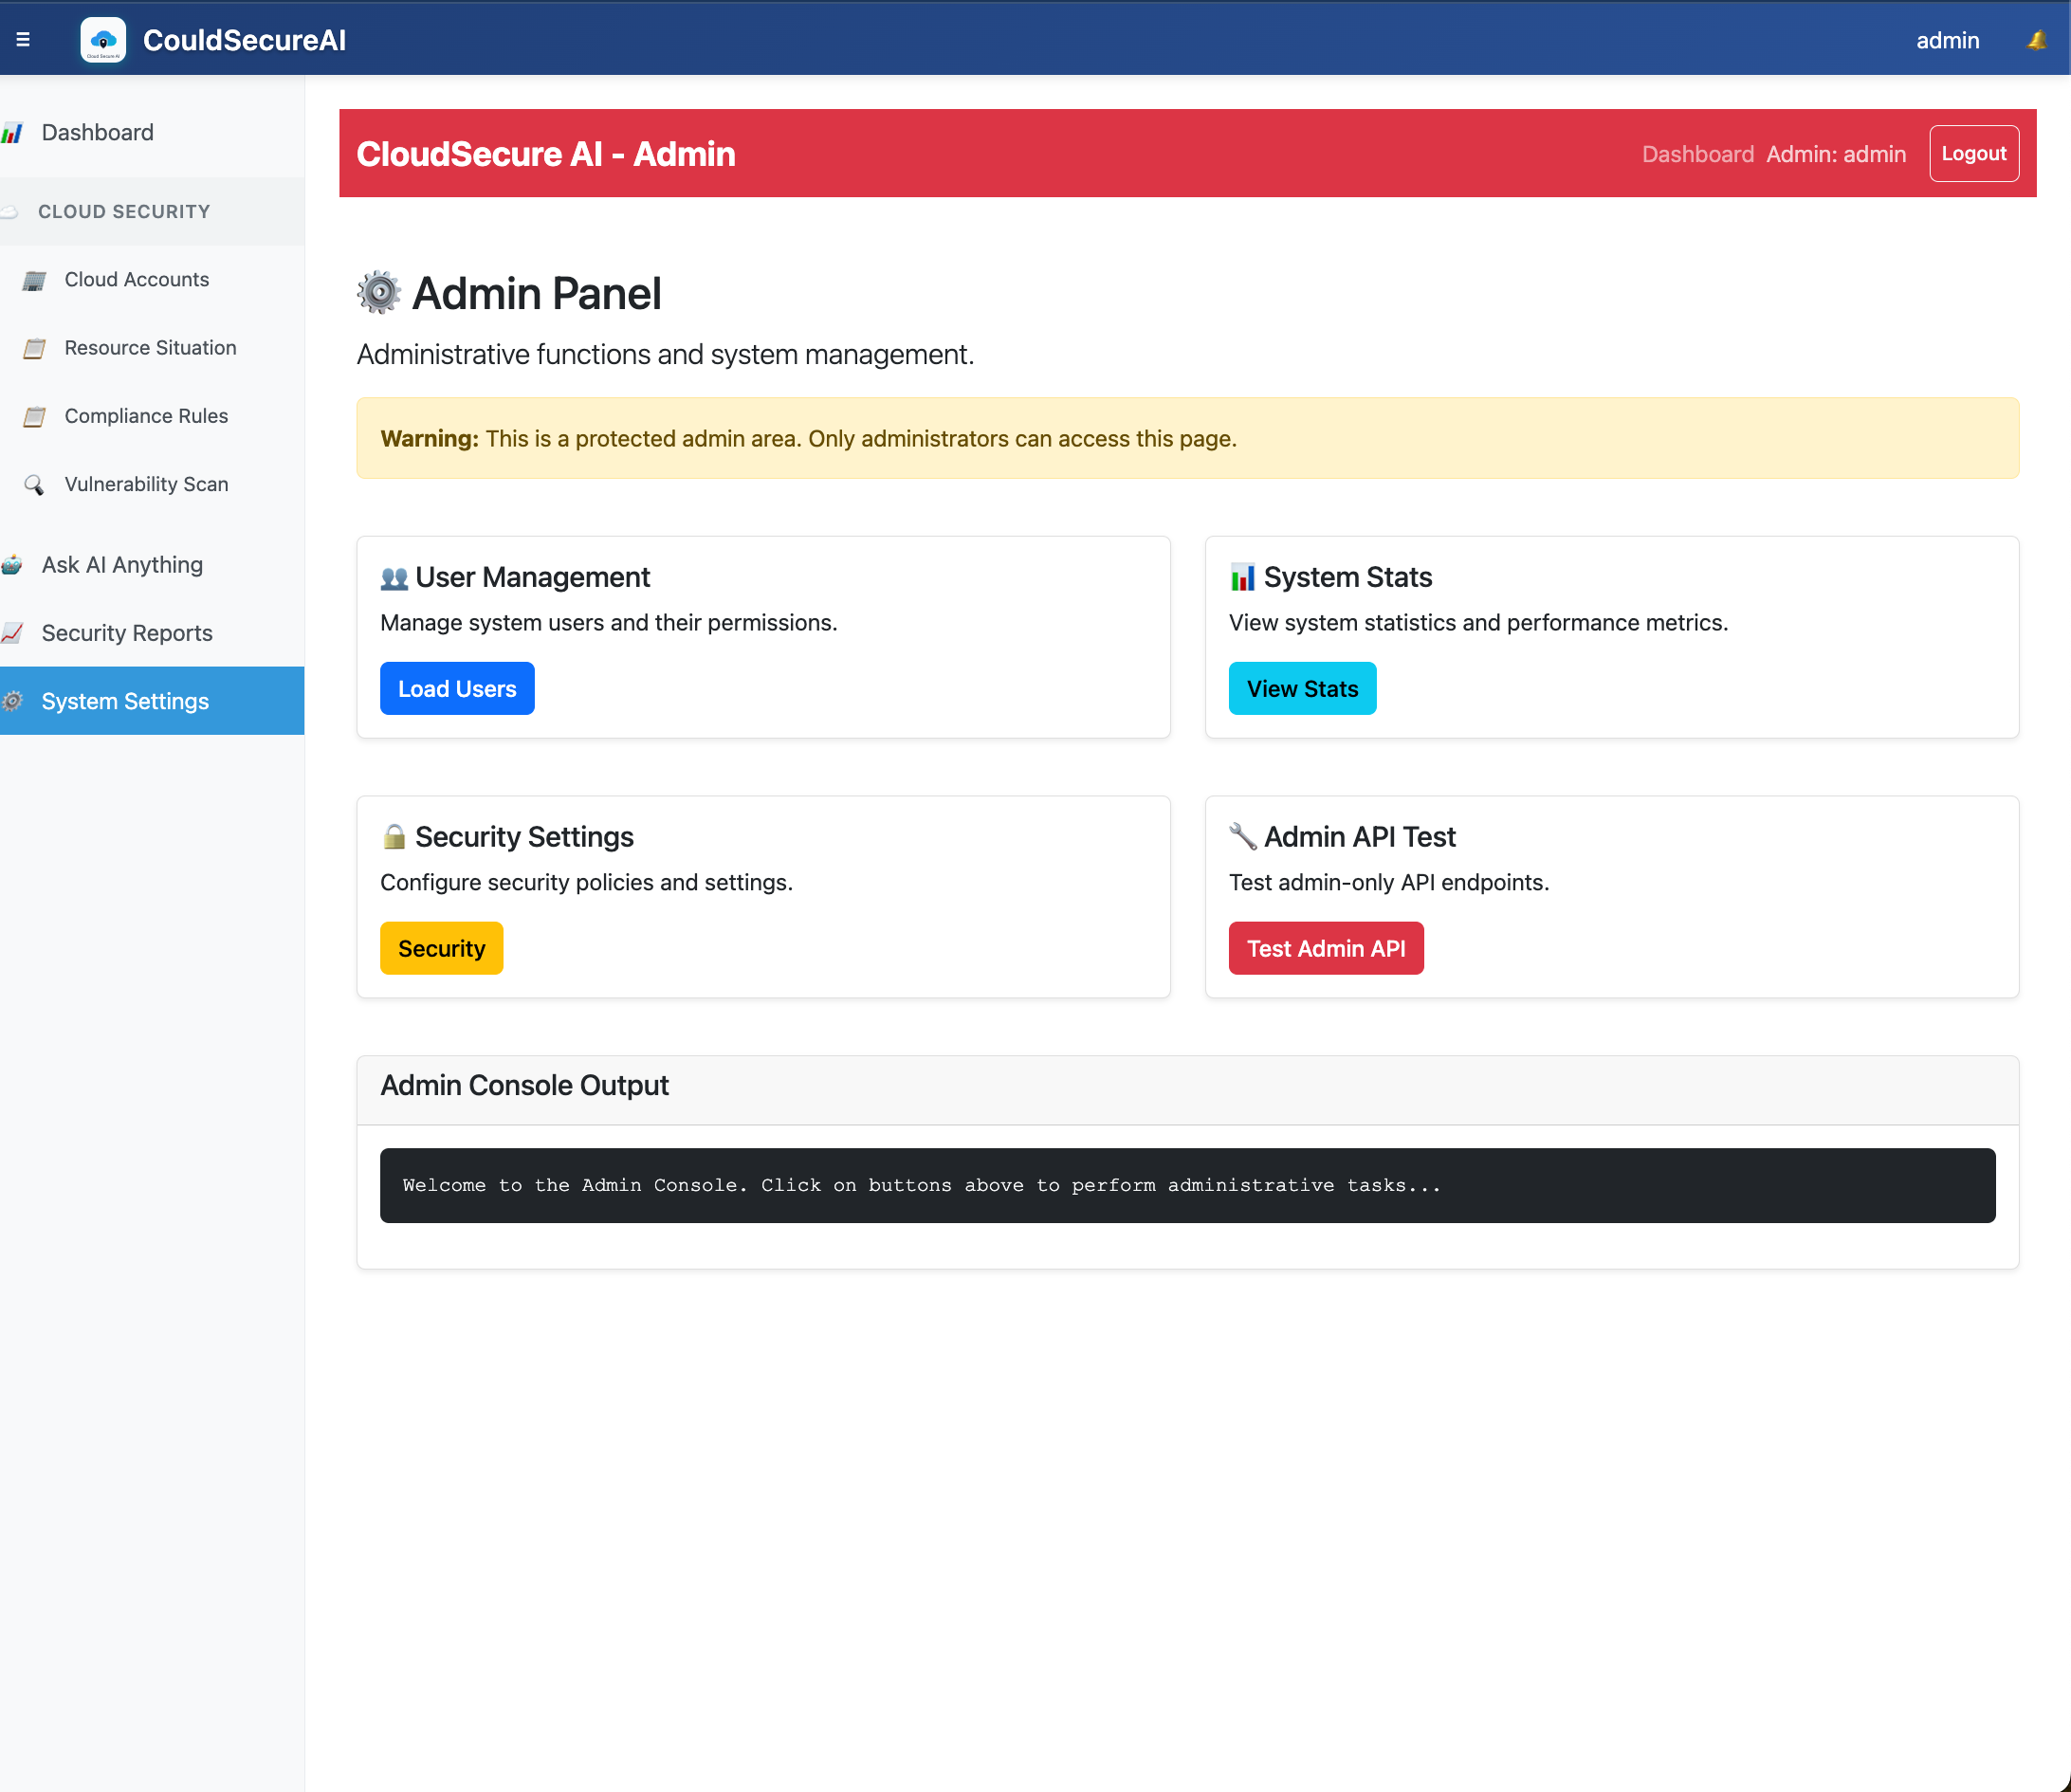 CouldSecureAI
admin
Dashboard
CLOUD SECURITY
Cloud Accounts
Resource Situation
Compliance Rules
Vulnerability Scan
Ask AI Anything
Security Reports
System Settings
CloudSecure AI - Admin
Dashboard Admin: admin Logout
Admin Panel
Administrative functions and system management.
Warning: This is a protected admin area. Only administrators can access this page.
User Management
Manage system users and their permissions.
Load Users
System Stats
View system statistics and performance metrics.
View Stats
Security Settings
Configure security policies and settings.
Security
Admin API Test
Test admin-only API endpoints.
Test Admin API
Admin Console Output
Welcome to the Admin Console. Click on buttons above to perform administrative tasks...